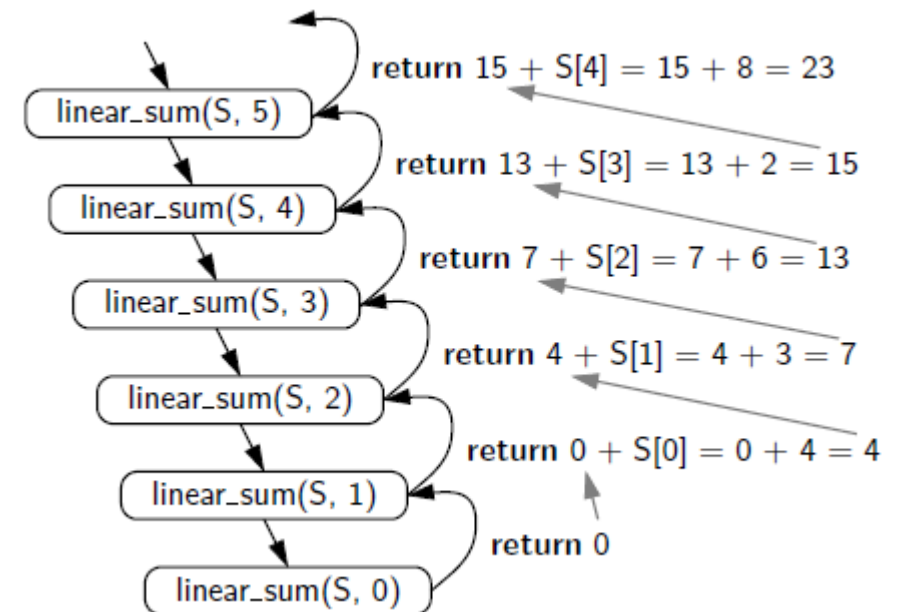 return 15 + S[4] = 15 + 8 = 23
linear_sum(S, 5)
return 13 + S[3] = 13 + 2 = 15
linear_sum(S, 4)
return 7 + S[2] = 7 + 6 = 13
linear_sum(S, 3)
return 4 + S[1] = 4 + 3 = 7
linear_sum(S, 2)
return 0 + S[0] = 0 + 4 = 4
linear_sum(S, 1)
return 0
linear_sum(S, 0)